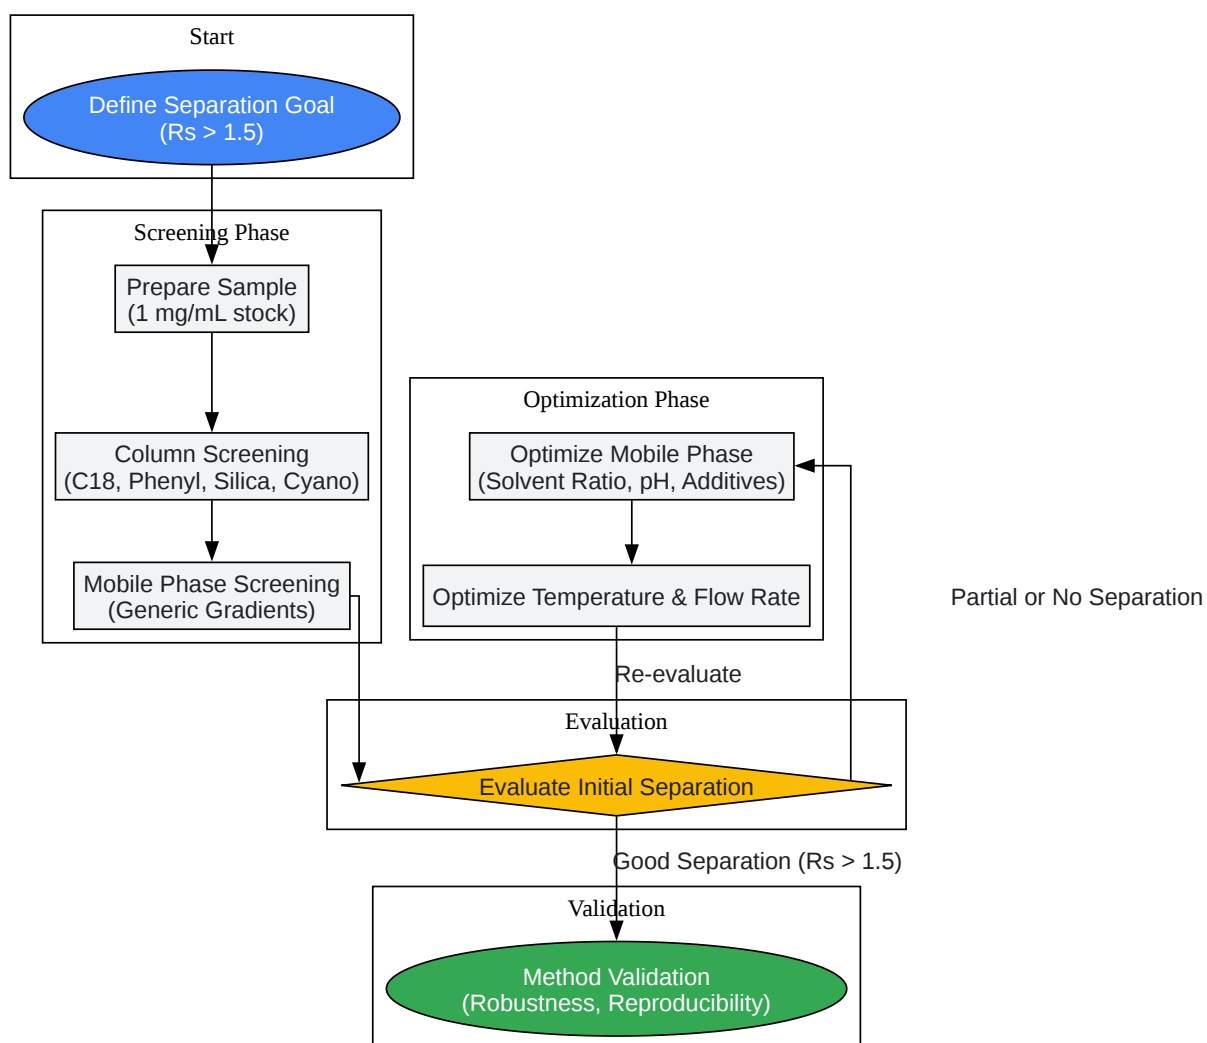 Start
Define Separation Goal
(Rs > 1.5)
Screening Phase
Prepare Sample
(1 mg/mL stock)
Column Screening
(C18, Phenyl, Silica, Cyano)
Mobile Phase Screening
(Generic Gradients)
Optimization Phase
Optimize Mobile Phase
(Solvent Ratio, pH, Additives)
Optimize Temperature & Flow Rate
Partial or No Separation
Re-evaluate
Evaluation
Evaluate Initial Separation
Good Separation (Rs > 1.5)
Validation
Method Validation
(Robustness, Reproducibility)